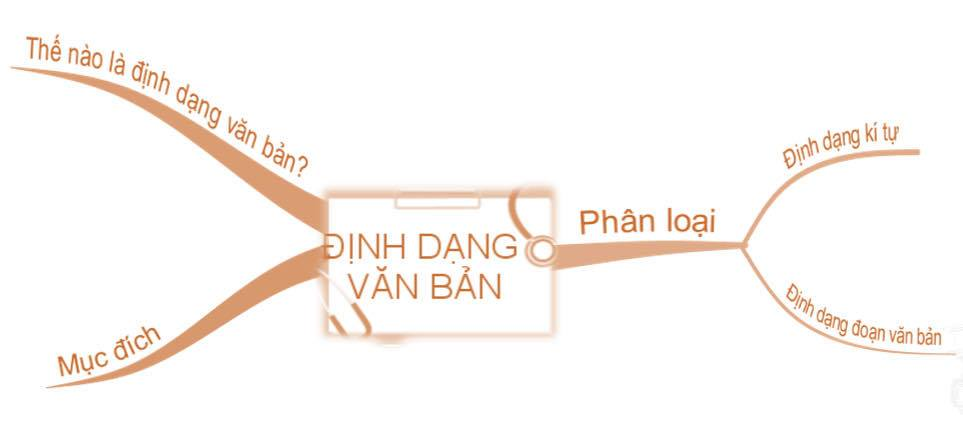 Thế nào là định dạng văn bản?
Mục đích
ĐỊNH DẠNG
VĂN BẢN
Phân loại
Định dạng kí tự
Định dạng đoạn văn bản